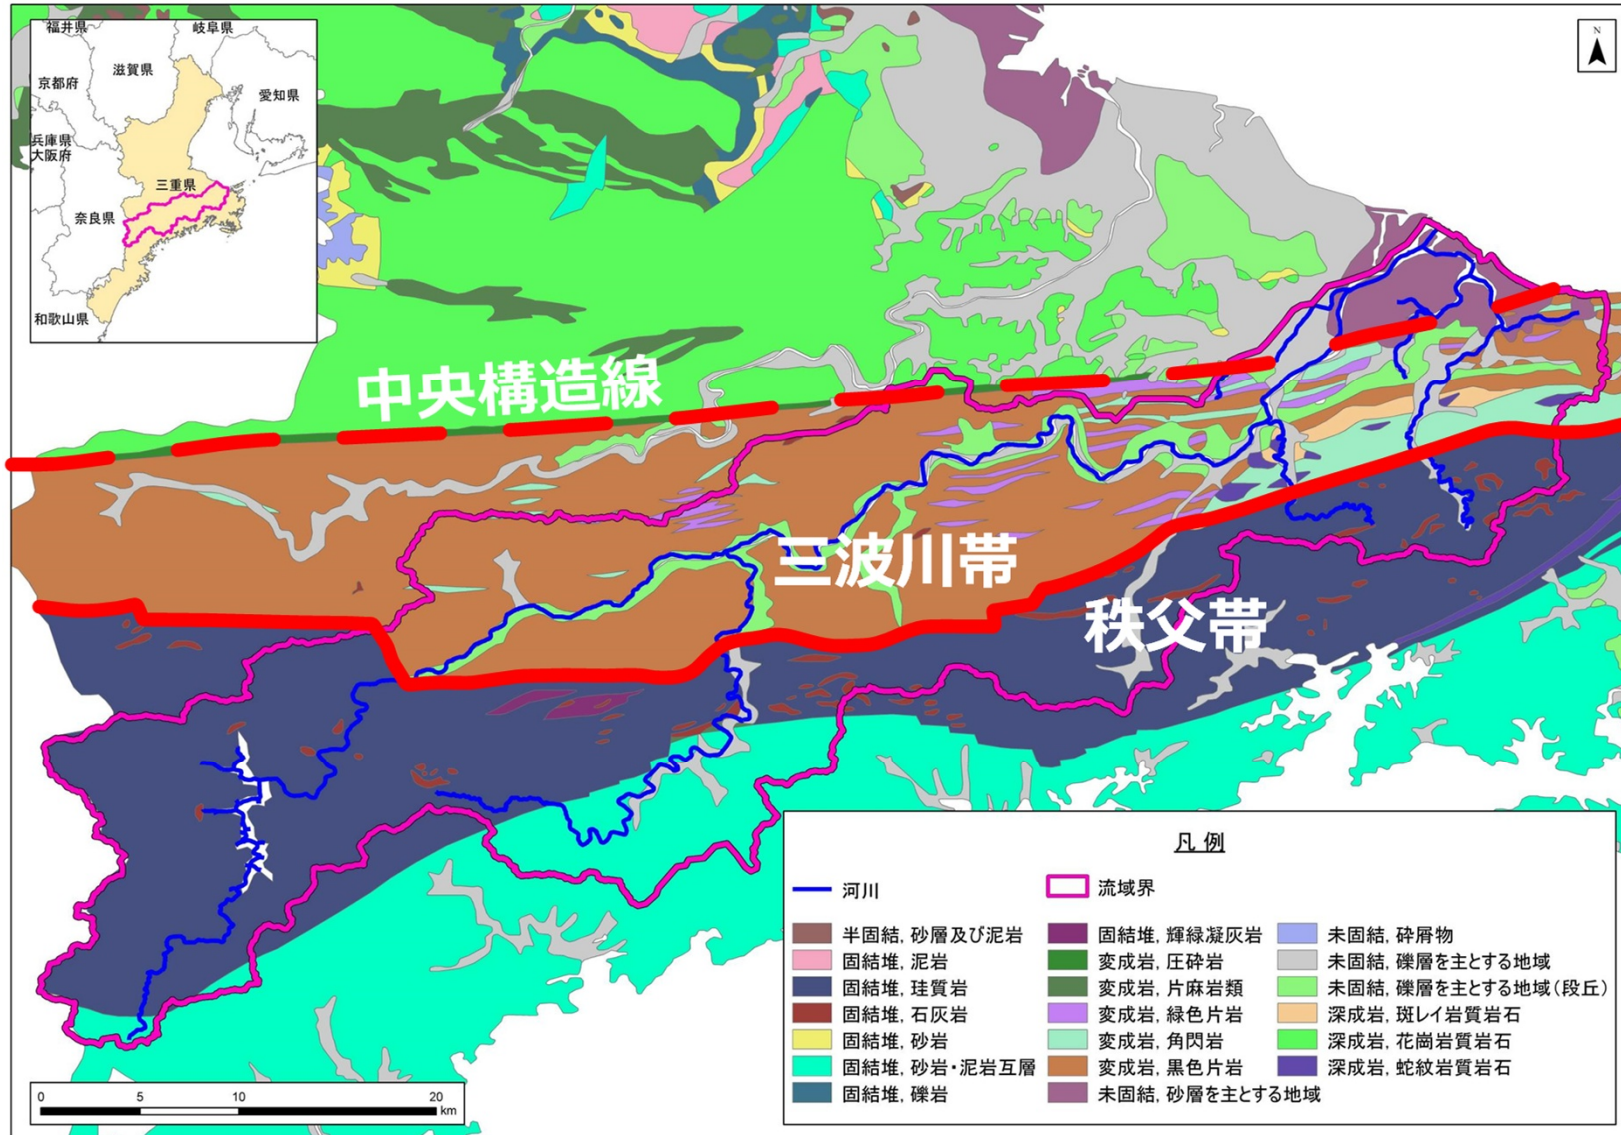 福井県
岐阜県
滋賀県
京都府
愛知県
兵庫県
大阪府
三重県
奈良県
和歌山県
N
中央構造線
三波川帯
秩父帯
凡例
河川
流域界
半固結, 砂層及び泥岩
固結堆, 泥岩
固結堆, 珪質岩
固結堆, 石灰岩
固結堆, 砂岩
固結堆, 砂岩・泥岩互層
固結堆, 礫岩
固結堆, 輝緑凝灰岩
変成岩, 圧砕岩
変成岩, 片麻岩類
変成岩, 緑色片岩
変成岩, 角閃岩
変成岩, 黒色片岩
未固結, 砂層を主とする地域
未固結, 砕屑物
未固結, 礫層を主とする地域
未固結, 礫層を主とする地域(段丘)
深成岩, 斑レイ岩質岩石
深成岩, 花崗岩質岩石
深成岩, 蛇紋岩質岩石
0 5 10 20
km